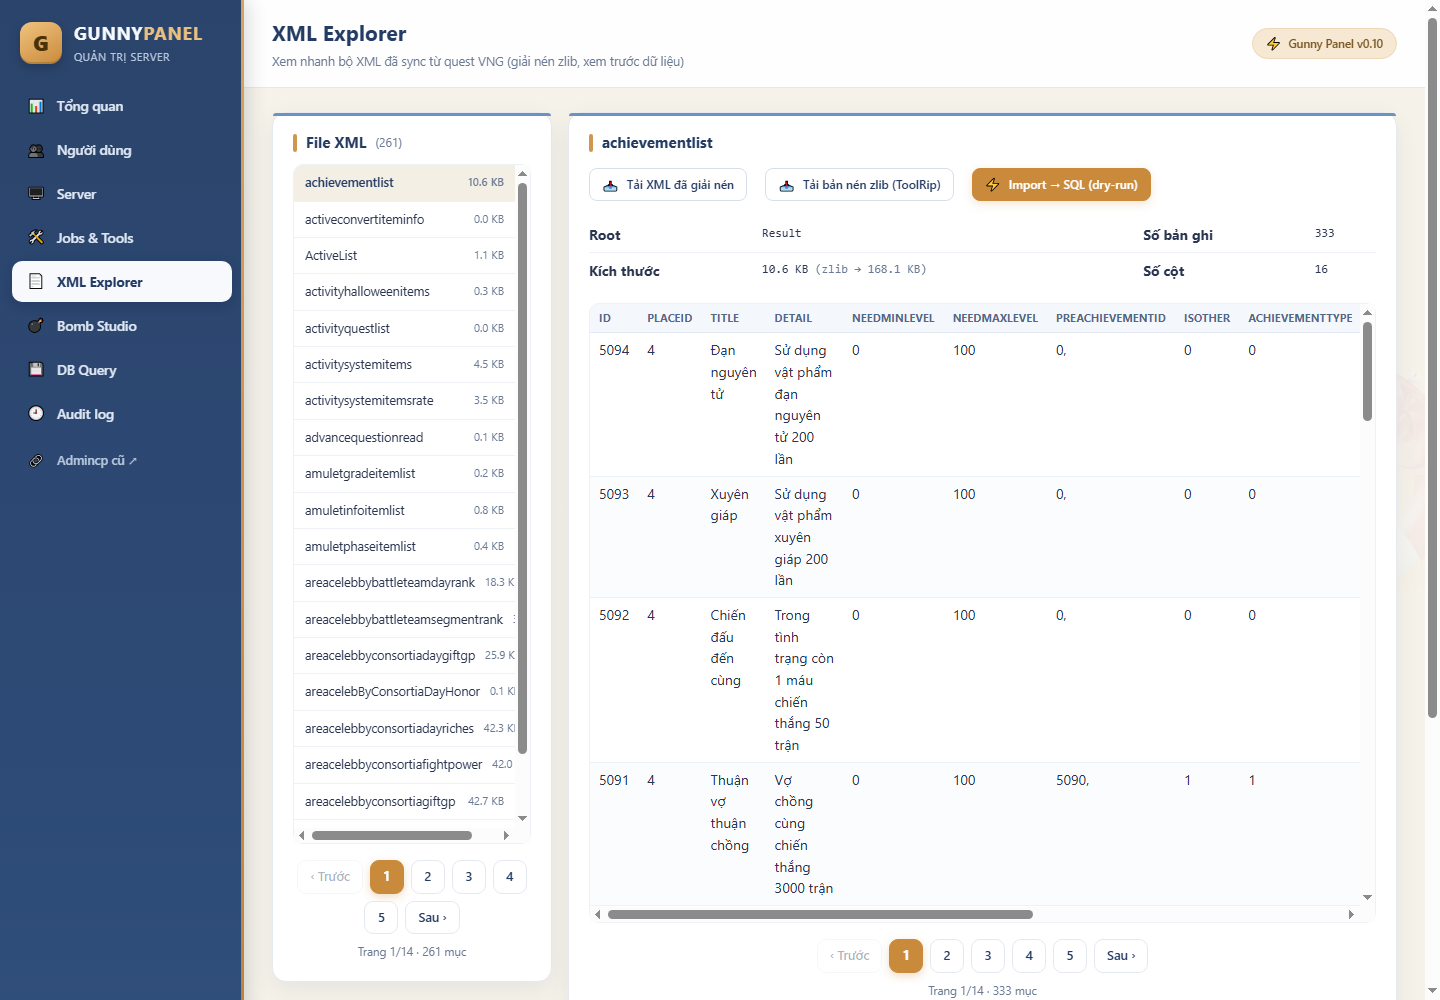 G
GUNNYPANEL
QUẢN TRỊ SERVER
Tổng quan
Người dùng
Server
Jobs & Tools
XML Explorer
Bomb Studio
DB Query
Audit log
Admincp cũ ↗
XML Explorer
Xem nhanh bộ XML đã sync từ quest VNG (giải nén zlib, xem trước dữ liệu)
Gunny Panel v0.10
File XML (261)
achievementlist 10.6 KB
activeconvertiteminfo 0.0 KB
ActiveList 1.1 KB
activityhalloweenitems 0.3 KB
activityquestlist 0.0 KB
activitysystemitems 4.5 KB
activitysystemitemsrate 3.5 KB
advancequestionread 0.1 KB
amuletgradeitemlist 0.2 KB
amuletinfoitemlist 0.8 KB
amuletphaseitemlist 0.4 KB
areacelebbybattleteamdayrank 18.3 K
areacelebbybattleteamsegmentrank
areacelebbyconsortiadaygiftgp 25.9 K
areacelebByConsortiaDayHonor 0.1 K
areacelebbyconsortiadayriches 42.3 K
areacelebbyconsortiafightpower 42.0
areacelebbyconsortiagiftgp 42.7 KB
‹ Trước 1 2 3 4
5 Sau ›
Trang 1/14 · 261 mục
achievementlist
Tải XML đã giải nén
Tải bản nén zlib (ToolRip)
Import → SQL (dry-run)
Root Result Số bản ghi 333
Kích thước 10.6 KB (zlib → 168.1 KB) Số cột 16
ID PLACEID TITLE DETAIL NEEDMINLEVEL NEEDMAXLEVEL PREACHIEVEMENTID ISOTHER ACHIEVEMENTTYPE
5094 4 Đạn Sử dụng 0 100 0, 0 0
nguyên vật phẩm
tử đạn
nguyên
tử 200
lần
5093 4 Xuyên Sử dụng 0 100 0, 0 0
giáp vật phẩm
xuyên
giáp 200
lần
5092 4 Chiến Trong 0 100 0, 0 0
đấu tình
đến trạng còn
cùng 1 máu
chiến
thắng 50
trận
5091 4 Thuận Vợ 0 100 5090, 1 1
vợ chồng
thuận cùng
chồng chiến
thắng
3000 trận
‹ Trước 1 2 3 4 5 Sau ›
Trang 1/14 · 333 mục